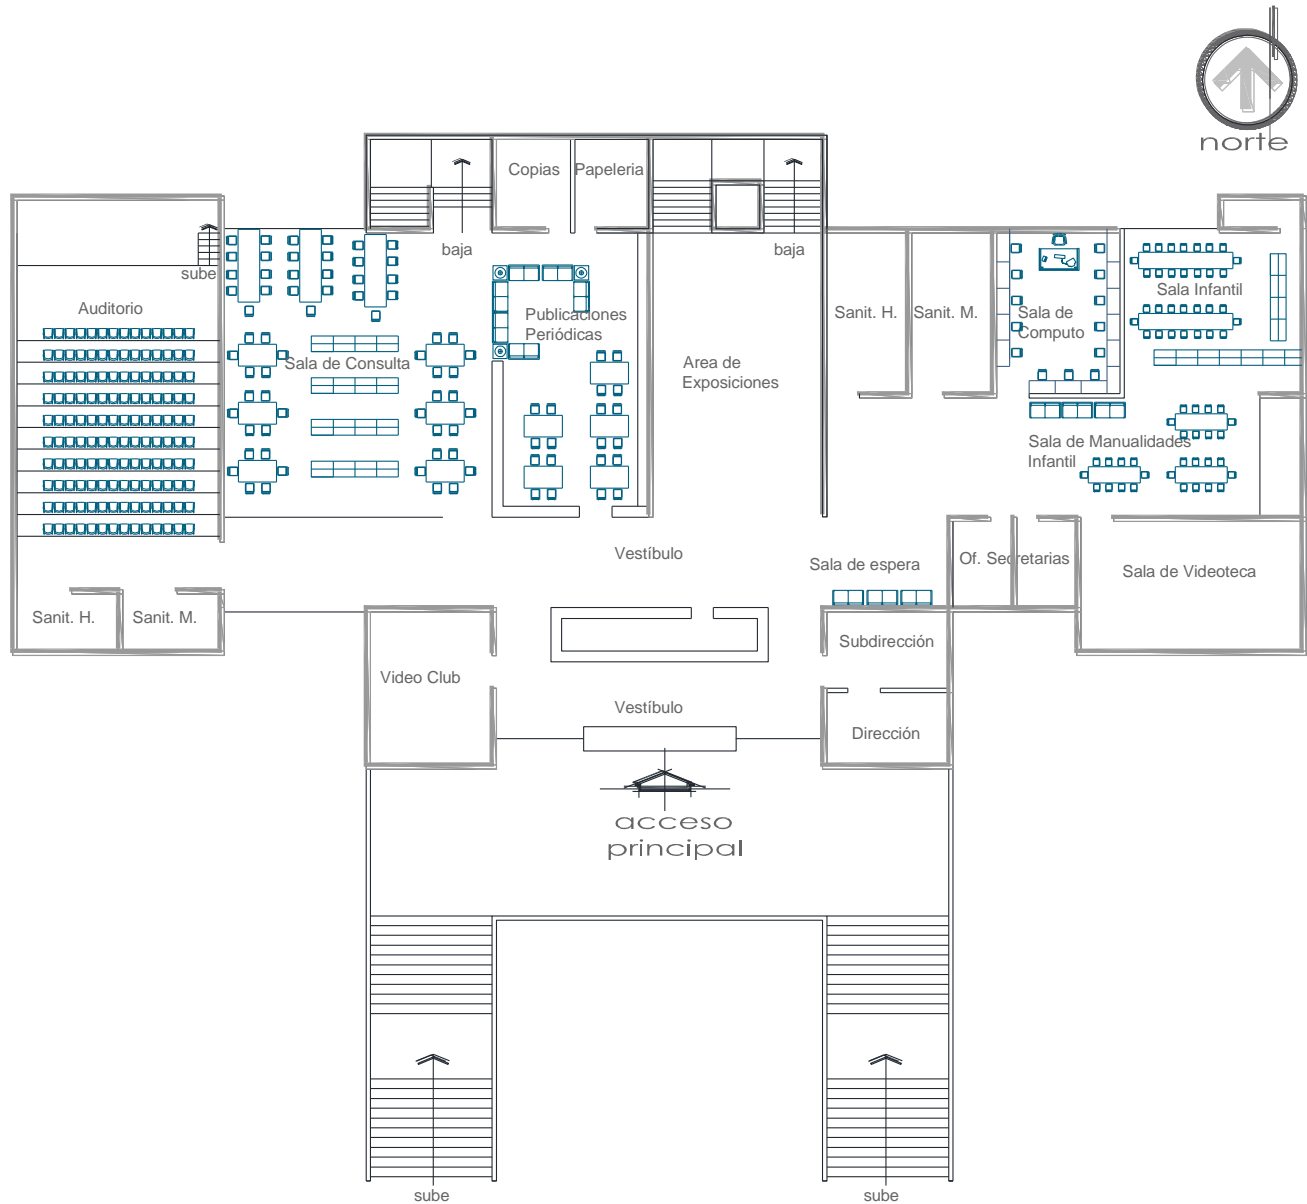 norte
Copias
Papeleria
baja
baja
sube
Auditorio
Publicaciones
Periódicas
Sala de Consulta
Area de
Exposiciones
Sanit. H.
Sanit. M.
Sala de
Computo
Sala Infantil
Sala de Manualidades
Infantil
Vestíbulo
Sala de espera
Of. Secretarias
Sala de Videoteca
Sanit. H.
Sanit. M.
Subdirección
Video Club
Vestíbulo
Dirección
acceso
principal
sube
sube